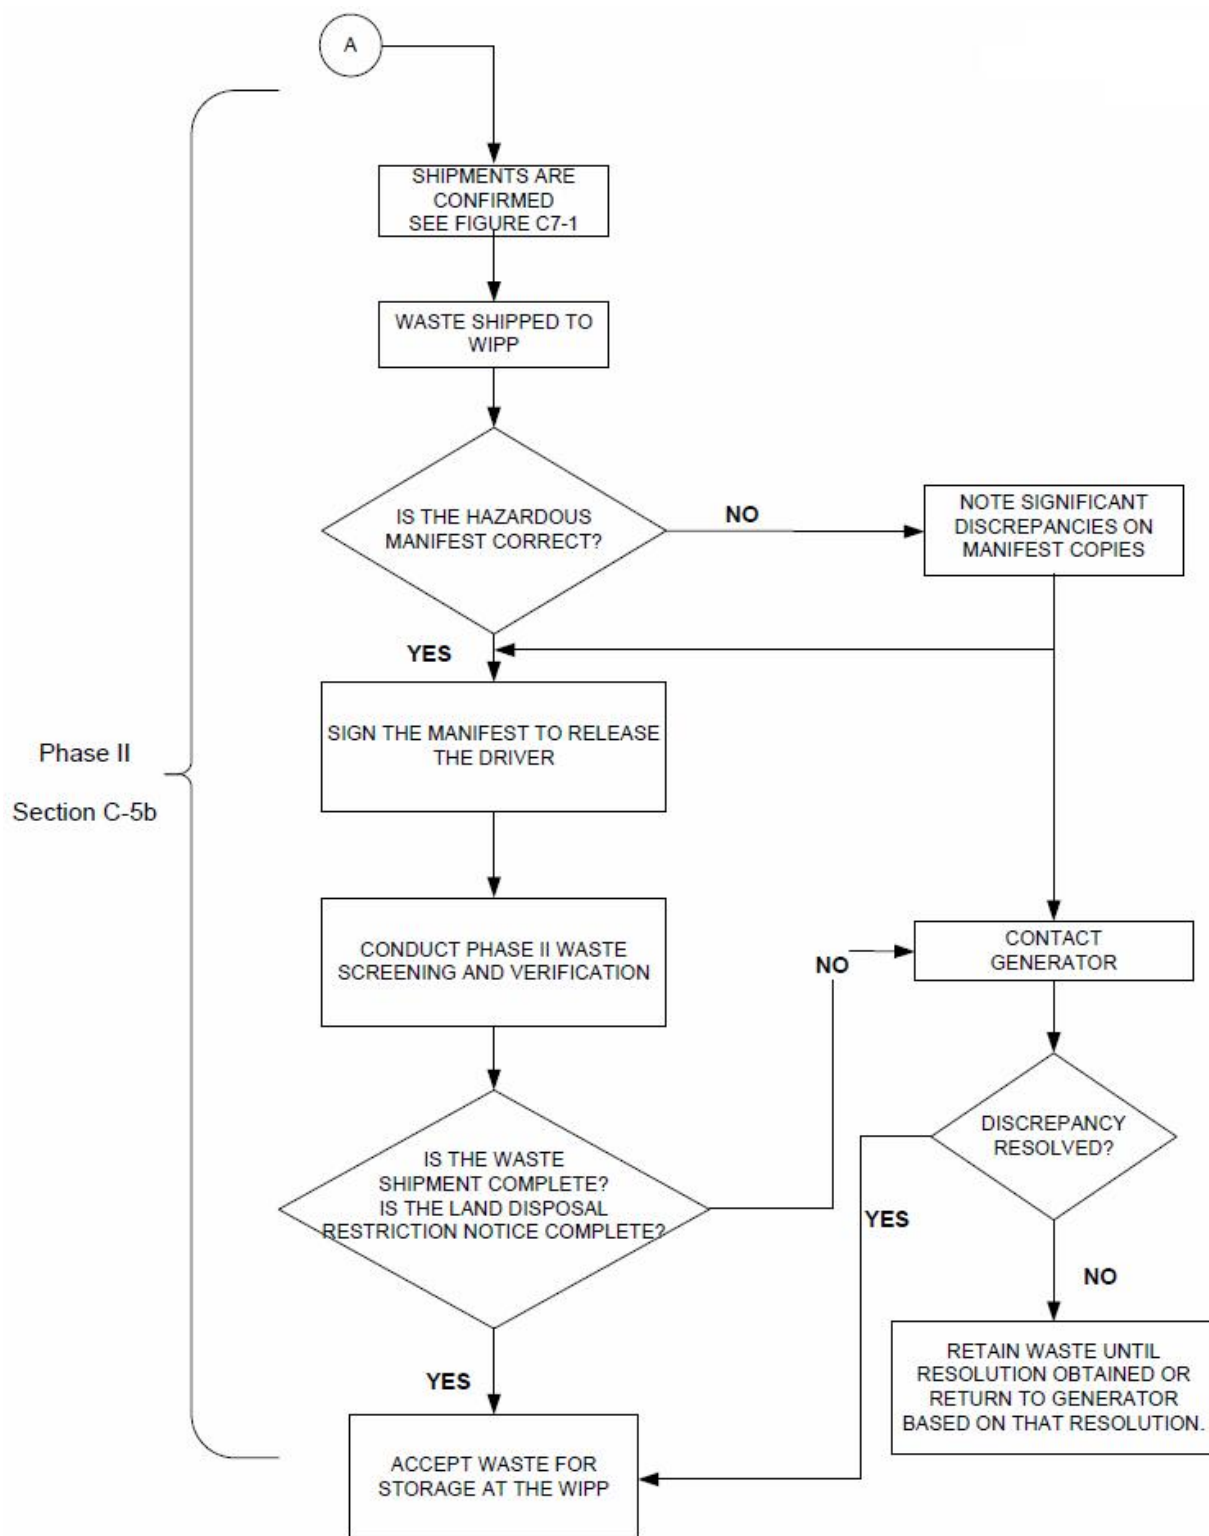 A
SHIPMENTS ARE
CONFIRMED
SEE FIGURE C7-1
WASTE SHIPPED TO
WIPP
IS THE HAZARDOUS
MANIFEST CORRECT?
NO
NOTE SIGNIFICANT
DISCREPANCIES ON
MANIFEST COPIES
YES
SIGN THE MANIFEST TO RELEASE
THE DRIVER
Phase II
Section C-5b
CONDUCT PHASE II WASTE
SCREENING AND VERIFICATION
NO
CONTACT
GENERATOR
IS THE WASTE
SHIPMENT COMPLETE?
IS THE LAND DISPOSAL
RESTRICTION NOTICE COMPLETE?
DISCREPANCY
RESOLVED?
YES
NO
RETAIN WASTE UNTIL
RESOLUTION OBTAINED OR
RETURN TO GENERATOR
BASED ON THAT RESOLUTION.
YES
ACCEPT WASTE FOR
STORAGE AT THE WIPP